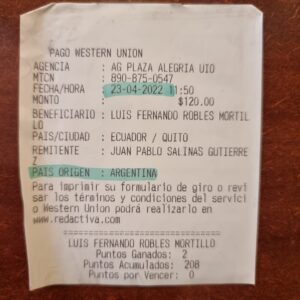 PAGO WESTERN UNION
AGENCIA : AG PLAZA ALEGRIA UIO
MTCN : 890-875-0547
FECHA/HORA : 23-04-2022 11:50
MONTO : $120.00
BENEFICIARIO : LUIS FERNANDO ROBLES MORTI
LLO
PAIS/CIUDAD : ECUADOR / QUITO
REMITENTE : JUAN PABLO SALINAS GUTIERRE
Z
PAIS ORIGEN : ARGENTINA
Para imprimir su formulario de giro o revi
sar los términos y condiciones del servici
o Western Union podrá realizarlo en
www.redactiva.com
==============================
LUIS FERNANDO ROBLES MORTILLO
Puntos Ganados: 2
Puntos Acumulados: 208
Puntos por Vencer: 0